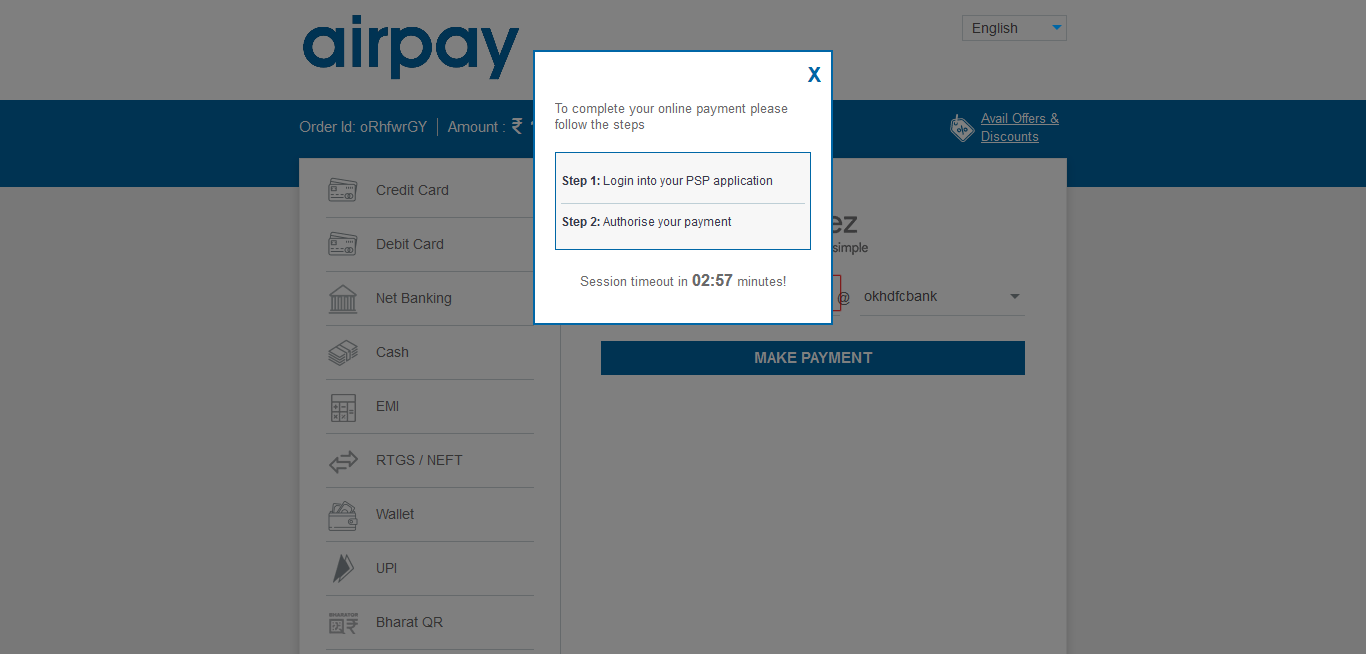 airpay
English
Order Id: oRhfwrGY
Amount : ₹
Avail Offers &
Discounts
X
To complete your online payment please
follow the steps
Step 1: Login into your PSP application
Step 2: Authorise your payment
Session timeout in 02:57 minutes!
Credit Card
Debit Card
Net Banking
Cash
EMI
RTGS / NEFT
Wallet
UPI
Bharat QR
ez
simple
@ okhdfcbank
MAKE PAYMENT